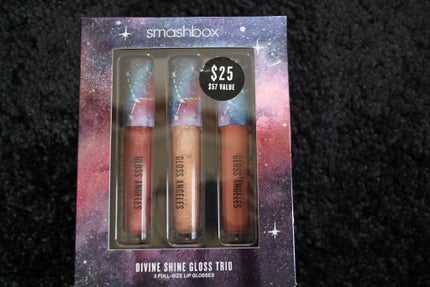 smashbox
$25
$57 VALUE
GLOSS ANGELES
GLOSS ANGELES
GLOSS ANGELES
DIVINE SHINE GLOSS TRIO
3 FULL-SIZE LIP GLOSSES